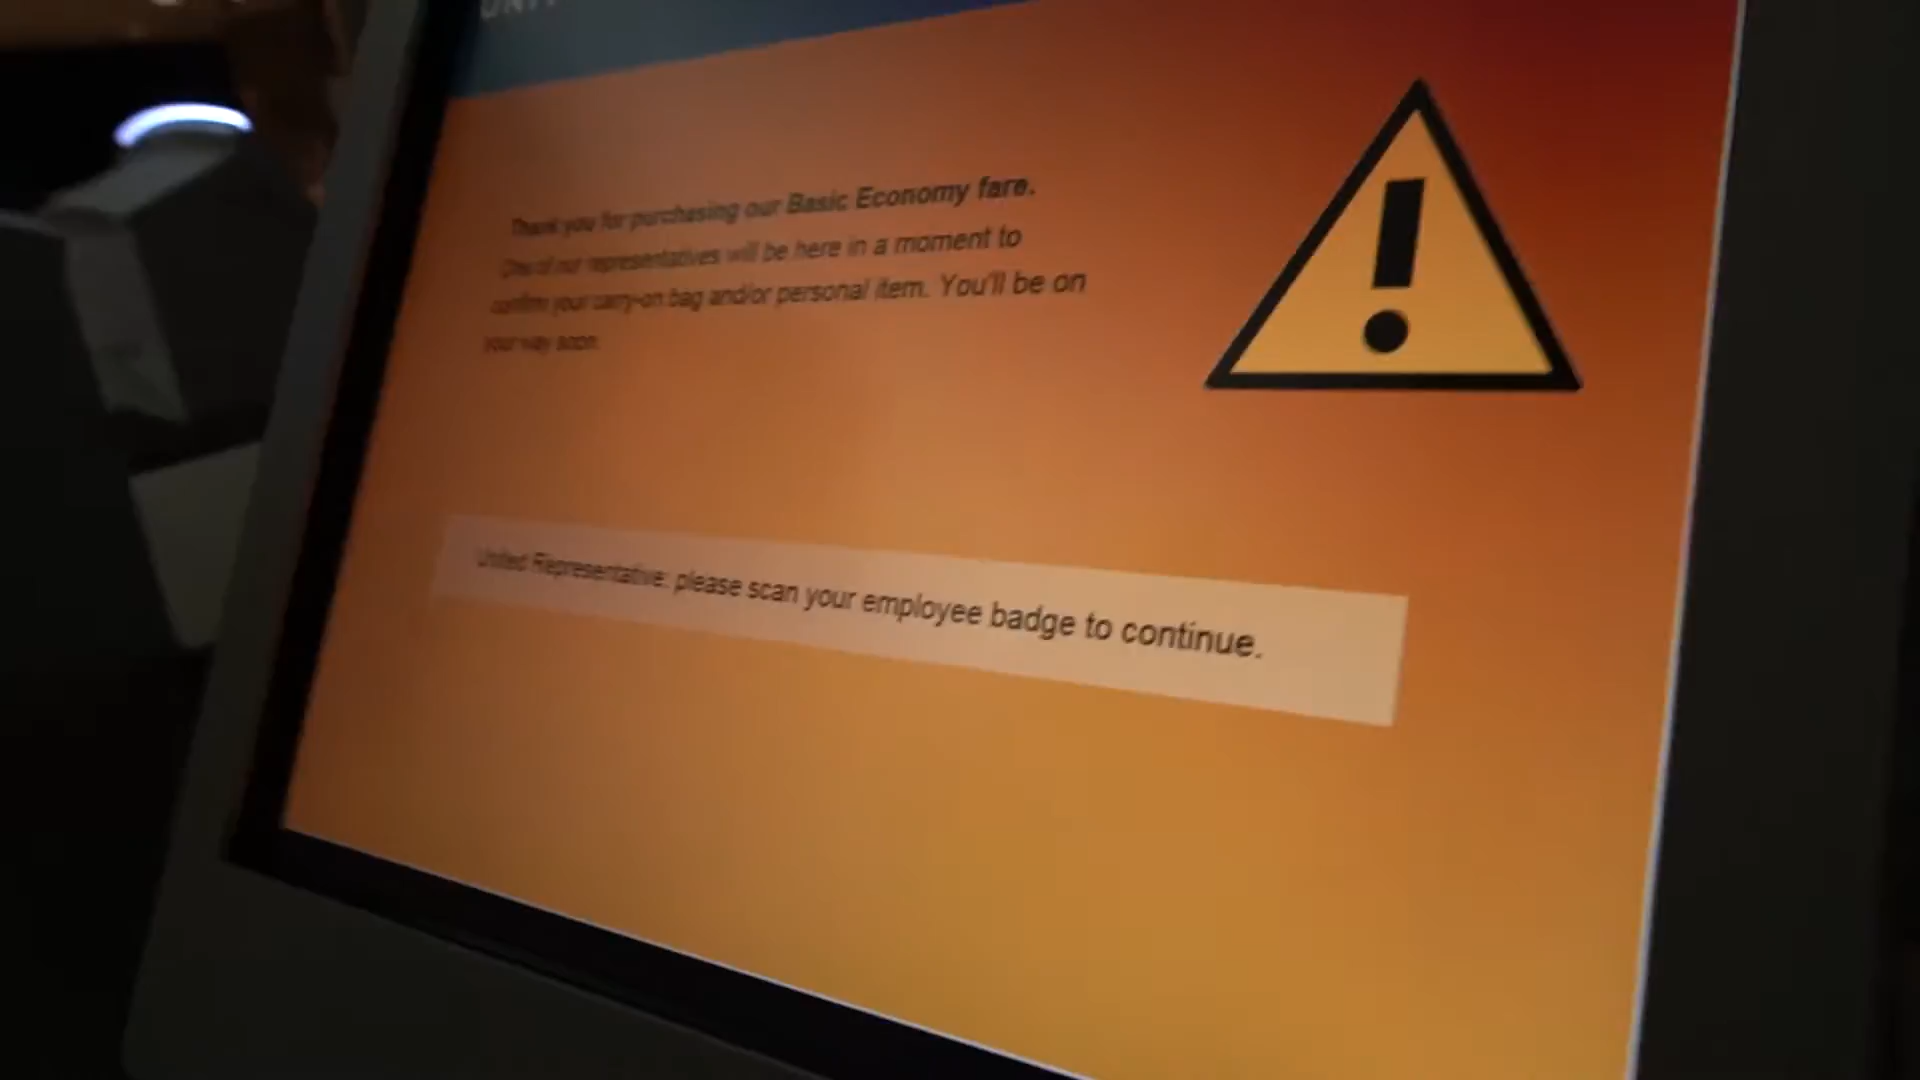 UNIT
Thank you for purchasing our Basic Economy fare.
One of our representatives will be here in a moment to
confirm your carry-on bag and/or personal item. You'll be on
your way soon.
United Representative: please scan your employee badge to continue.